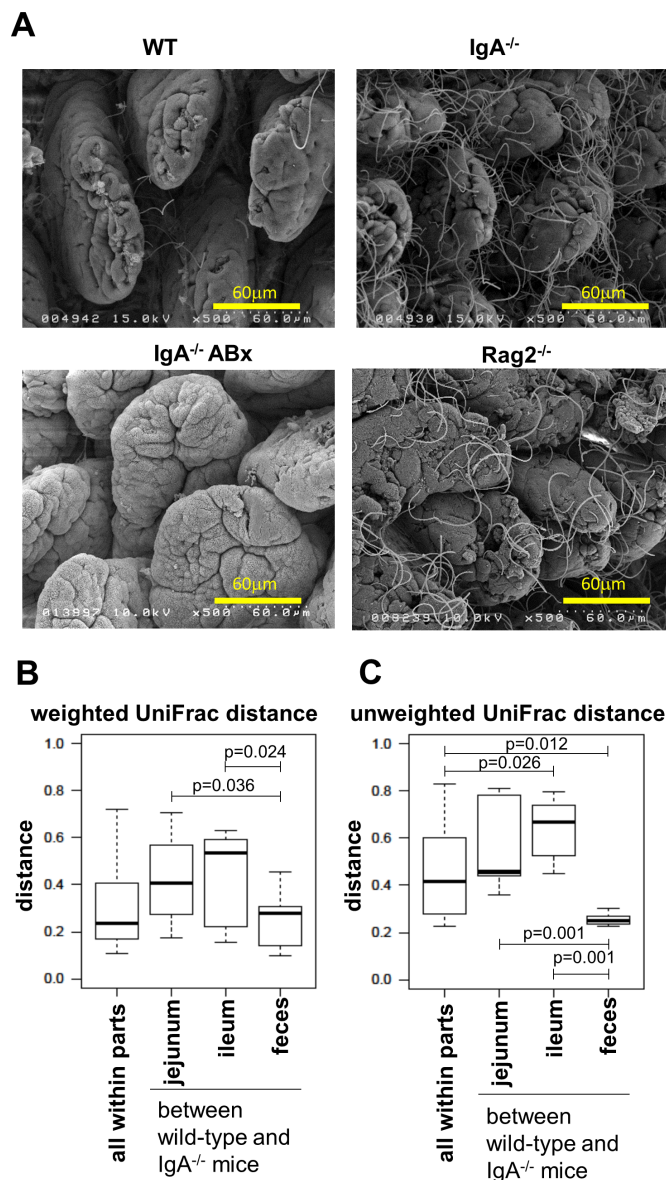 A
WT
IgA-/-
60µm
004942 15.0kV x500 60.0µm
60µm
004930 15.0kV x500 60.0µm
IgA-/- ABx
Rag2-/-
60µm
013997 10.0kV x500 60.0µm
60µm
009239 10.0kV x500 60.0µm
B
C
weighted UniFrac distance
unweighted UniFrac distance
distance
1.0
0.8
0.6
0.4
0.2
0.0
p=0.024
p=0.036
all within parts
jejunum
ileum
feces
between
wild-type and
IgA-/- mice
distance
1.0
0.8
0.6
0.4
0.2
0.0
p=0.012
p=0.026
p=0.001
p=0.001
all within parts
jejunum
ileum
feces
between
wild-type and
IgA-/- mice